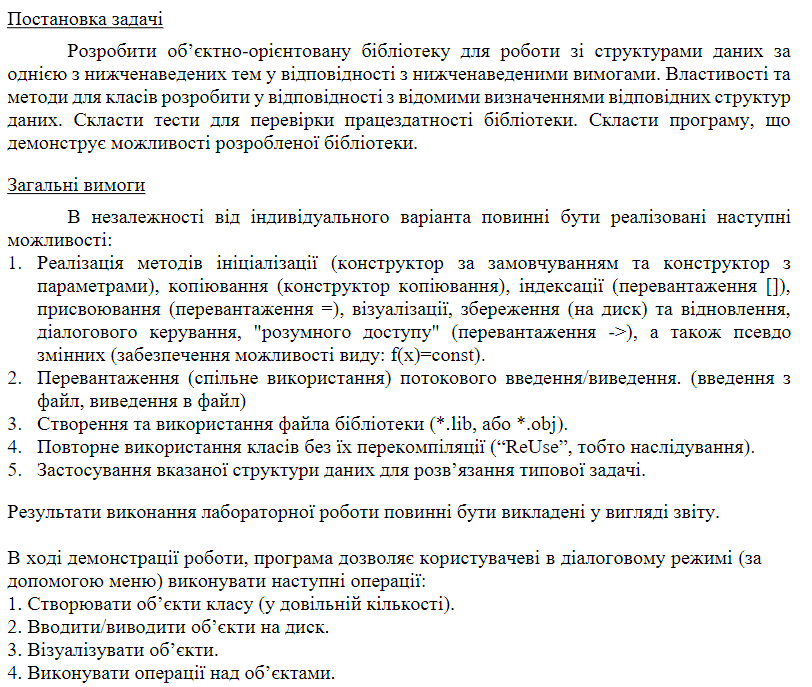 Постановка задачі
Розробити об’єктно-орієнтовану бібліотеку для роботи зі структурами даних за
однією з нижченаведених тем у відповідності з нижченаведеними вимогами. Властивості та
методи для класів розробити у відповідності з відомими визначеннями відповідних структур
даних. Скласти тести для перевірки працездатності бібліотеки. Скласти програму, що
демонструє можливості розробленої бібліотеки.
Загальні вимоги
В незалежності від індивідуального варіанта повинні бути реалізовані наступні
можливості:
1. Реалізація методів ініціалізації (конструктор за замовчуванням та конструктор з
параметрами), копіювання (конструктор копіювання), індексації (перевантаження []),
присвоювання (перевантаження =), візуалізації, збереження (на диск) та відновлення,
діалогового керування, "розумного доступу" (перевантаження ->), а також псевдо
змінних (забезпечення можливості виду: f(x)=const).
2. Перевантаження (спільне використання) потокового введення/виведення. (введення з
файл, виведення в файл)
3. Створення та використання файла бібліотеки (*.lib, або *.obj).
4. Повторне використання класів без їх перекомпіляції (“ReUse”, тобто наслідування).
5. Застосування вказаної структури даних для розв’язання типової задачі.
Результати виконання лабораторної роботи повинні бути викладені у вигляді звіту.
В ході демонстрації роботи, програма дозволяє користувачеві в діалоговому режимі (за
допомогою меню) виконувати наступні операції:
1. Створювати об’єкти класу (у довільній кількості).
2. Вводити/виводити об’єкти на диск.
3. Візуалізувати об’єкти.
4. Виконувати операції над об’єктами.